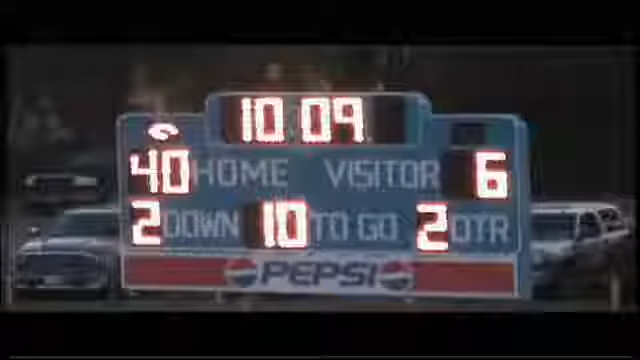 10 09
40 HOME VISITOR 6
2 DOWN 10 TO GO 2 QTR
PEPSI